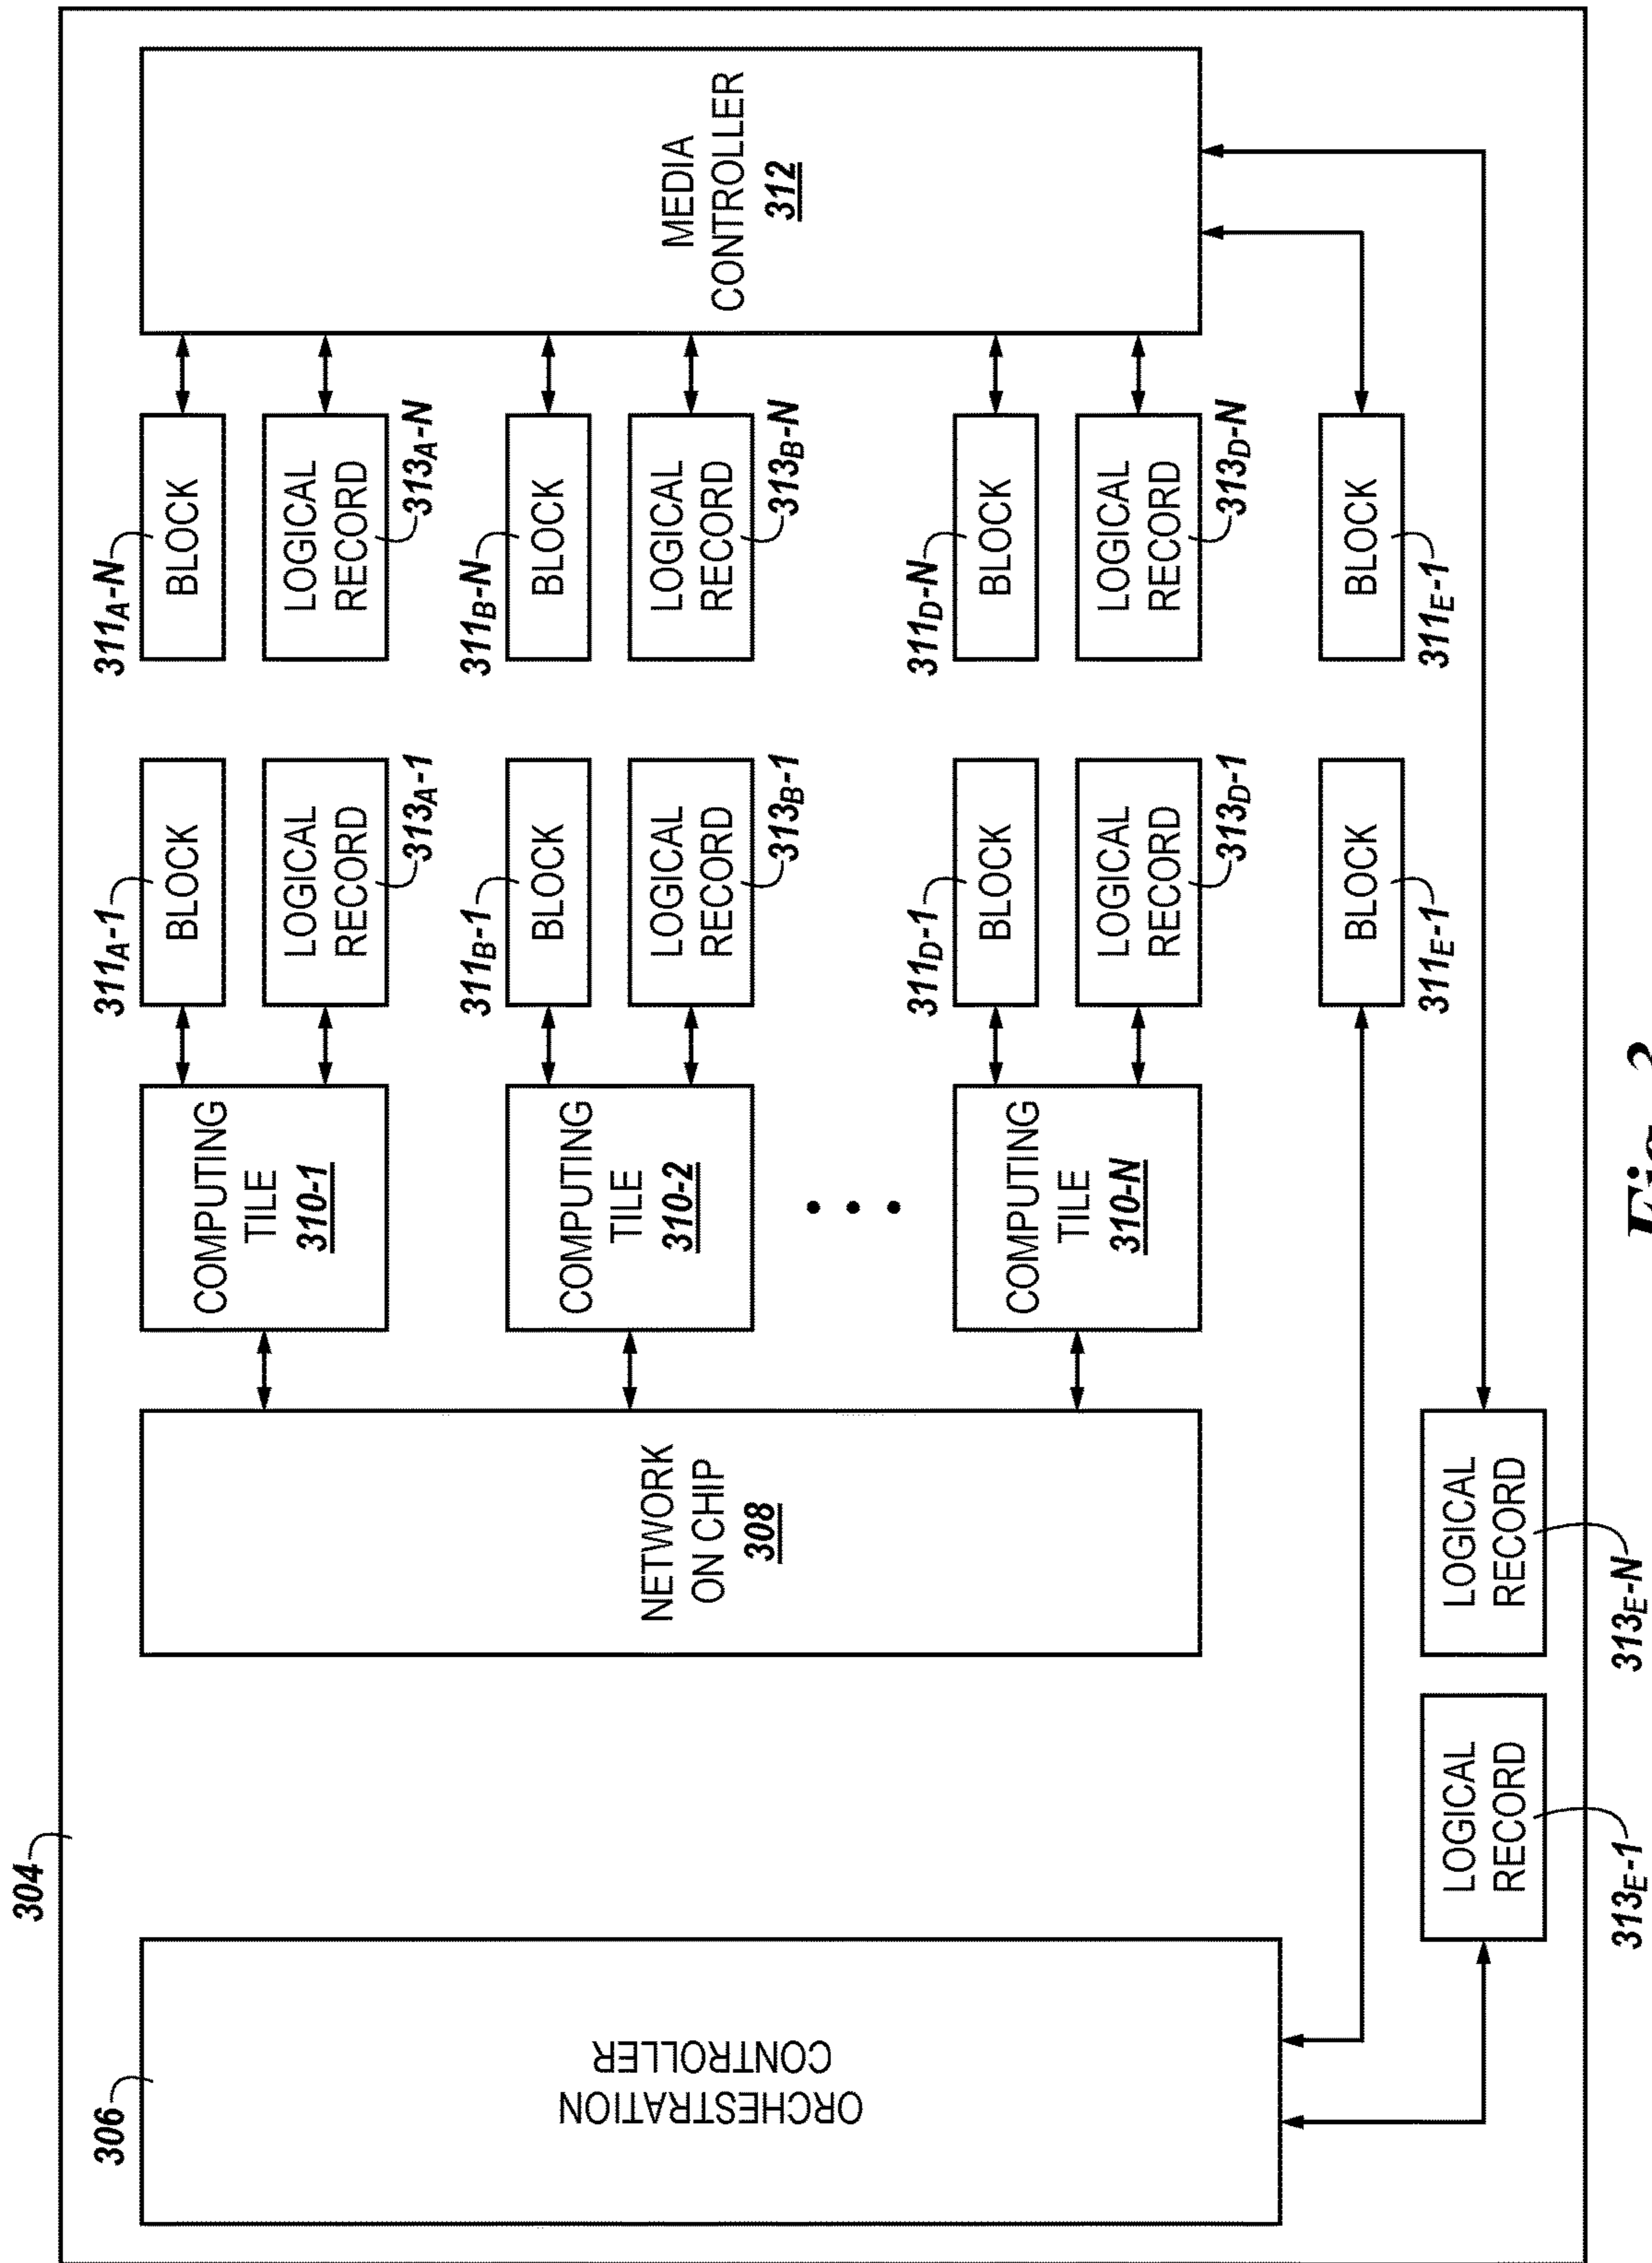 304
306
ORCHESTRATION
CONTROLLER
NETWORK
ON CHIP
308
COMPUTING
TILE
310-1
311A-1
BLOCK
LOGICAL
RECORD
313A-1
311A-N
BLOCK
LOGICAL
RECORD
313A-N
COMPUTING
TILE
310-2
311B-1
BLOCK
LOGICAL
RECORD
313B-1
311B-N
BLOCK
LOGICAL
RECORD
313B-N
COMPUTING
TILE
310-N
311D-1
BLOCK
LOGICAL
RECORD
313D-1
311D-N
BLOCK
LOGICAL
RECORD
313D-N
MEDIA
CONTROLLER
312
BLOCK
311E-1
BLOCK
311E-1
LOGICAL
RECORD
313E-1
LOGICAL
RECORD
313E-N
Fig.